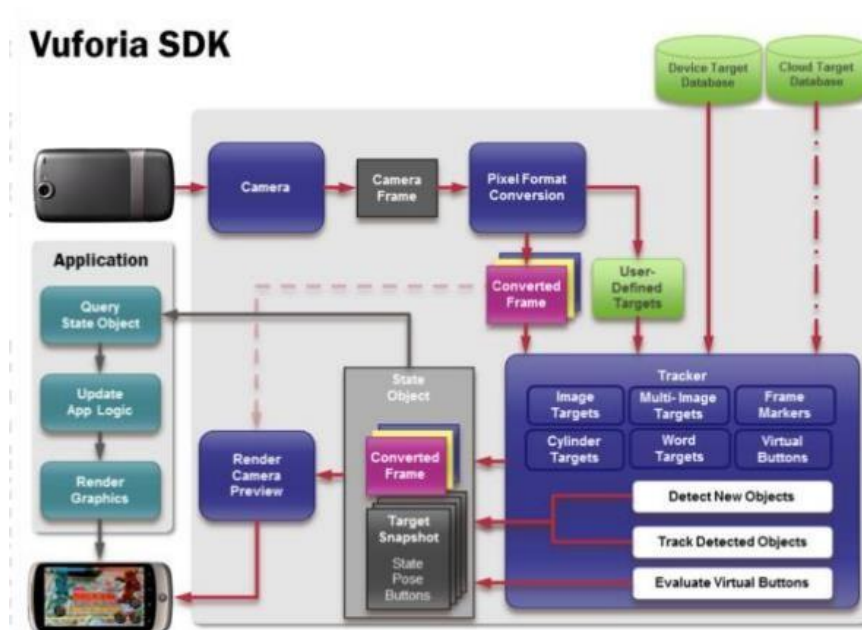 Vuforia SDK
Device Target
Database
Cloud Target
Database
Camera
Camera
Frame
Pixel Format
Conversion
Application
Query
State Object
Update
App Logic
Render
Graphics
Converted
Frame
User-
Defined
Targets
Render
Camera
Preview
State
Object
Converted
Frame
Target
Snapshot
State
Pose
Buttons
Tracker
Image
Targets
Multi-Image
Targets
Frame
Markers
Cylinder
Targets
Word
Targets
Virtual
Buttons
Detect New Objects
Track Detected Objects
Evaluate Virtual Buttons